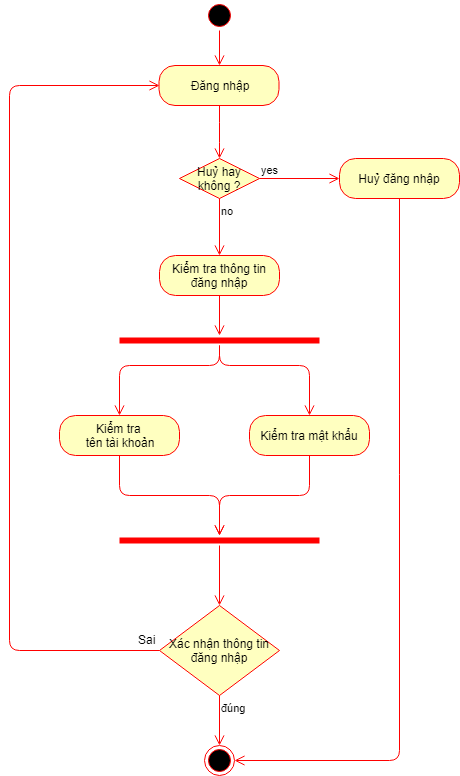 Đăng nhập
Huỷ hay
không ?
yes
Huỷ đăng nhập
no
Kiểm tra thông tin
đăng nhập
Kiểm tra
tên tài khoản
Kiểm tra mật khẩu
Sai
Xác nhận thông tin
đăng nhập
đúng